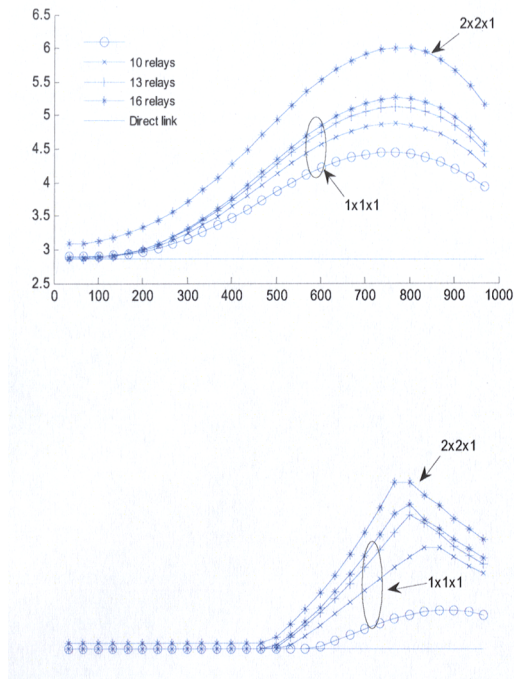 6.5
2x2x1
6
10 relays
5.5
13 relays
16 relays
5
Direct link
4.5
4
1x1x1
3.5
3
2.5
0 100 200 300 400 500 600 700 800 900 1000
2x2x1
1x1x1